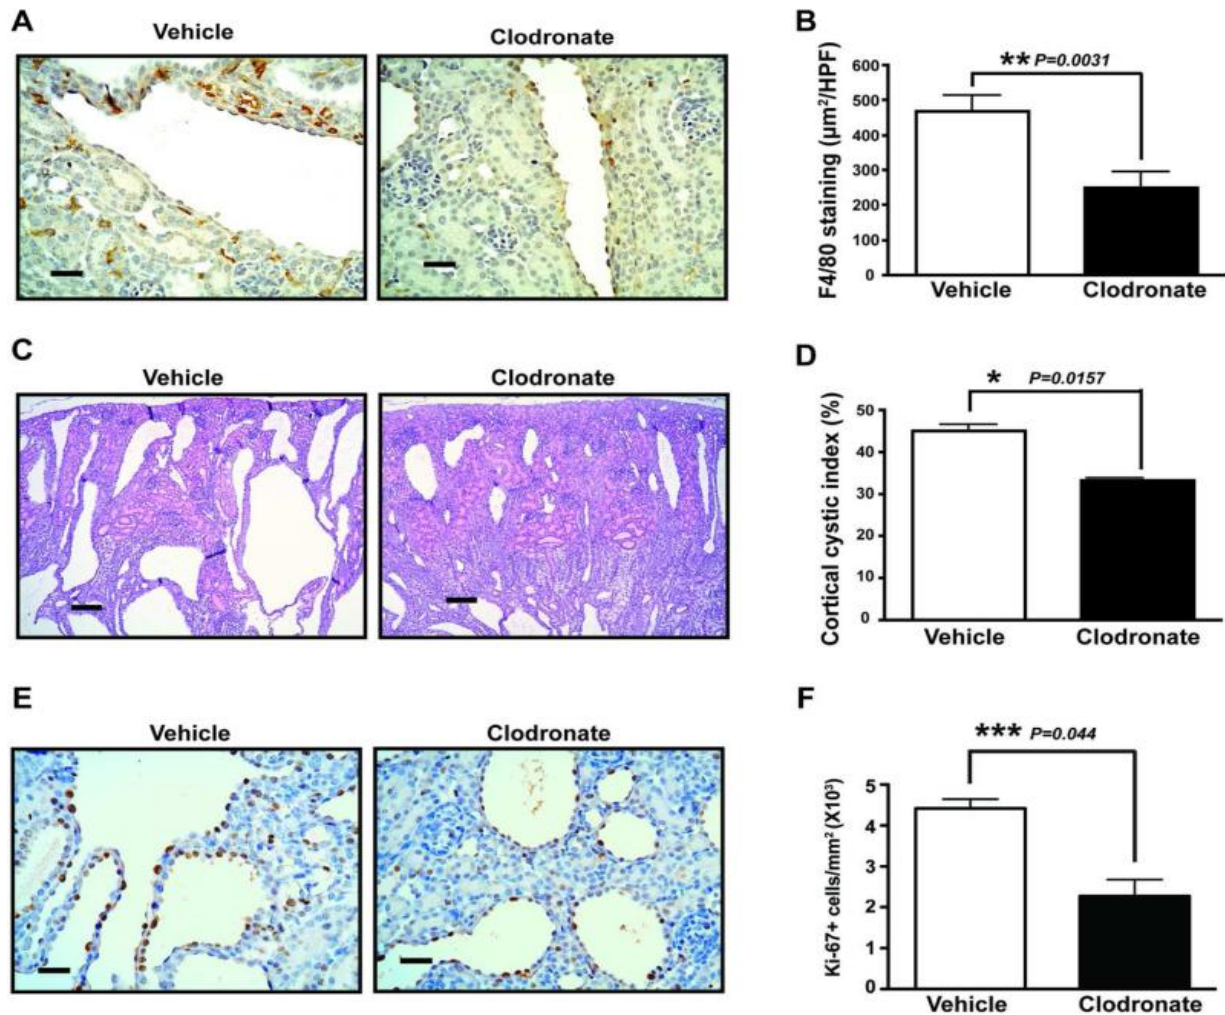 A
Vehicle
Clodronate
B
** P=0.0031
F4/80 staining (µm²/HPF)
600
500
400
300
200
100
0
Vehicle
Clodronate
C
Vehicle
Clodronate
D
* P=0.0157
Cortical cystic index (%)
50
40
30
20
10
0
Vehicle
Clodronate
E
Vehicle
Clodronate
F
*** P=0.044
Ki-67+ cells/mm² (X10³)
5
4
3
2
1
0
Vehicle
Clodronate